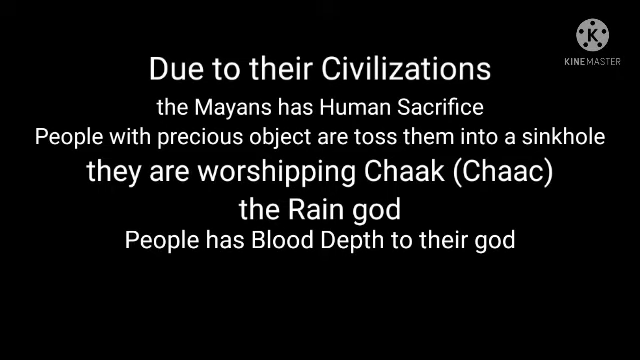 KINEMASTER
Due to their Civilizations
the Mayans has Human Sacrifice
People with precious object are toss them into a sinkhole
they are worshipping Chaak (Chaac)
the Rain god
People has Blood Depth to their god